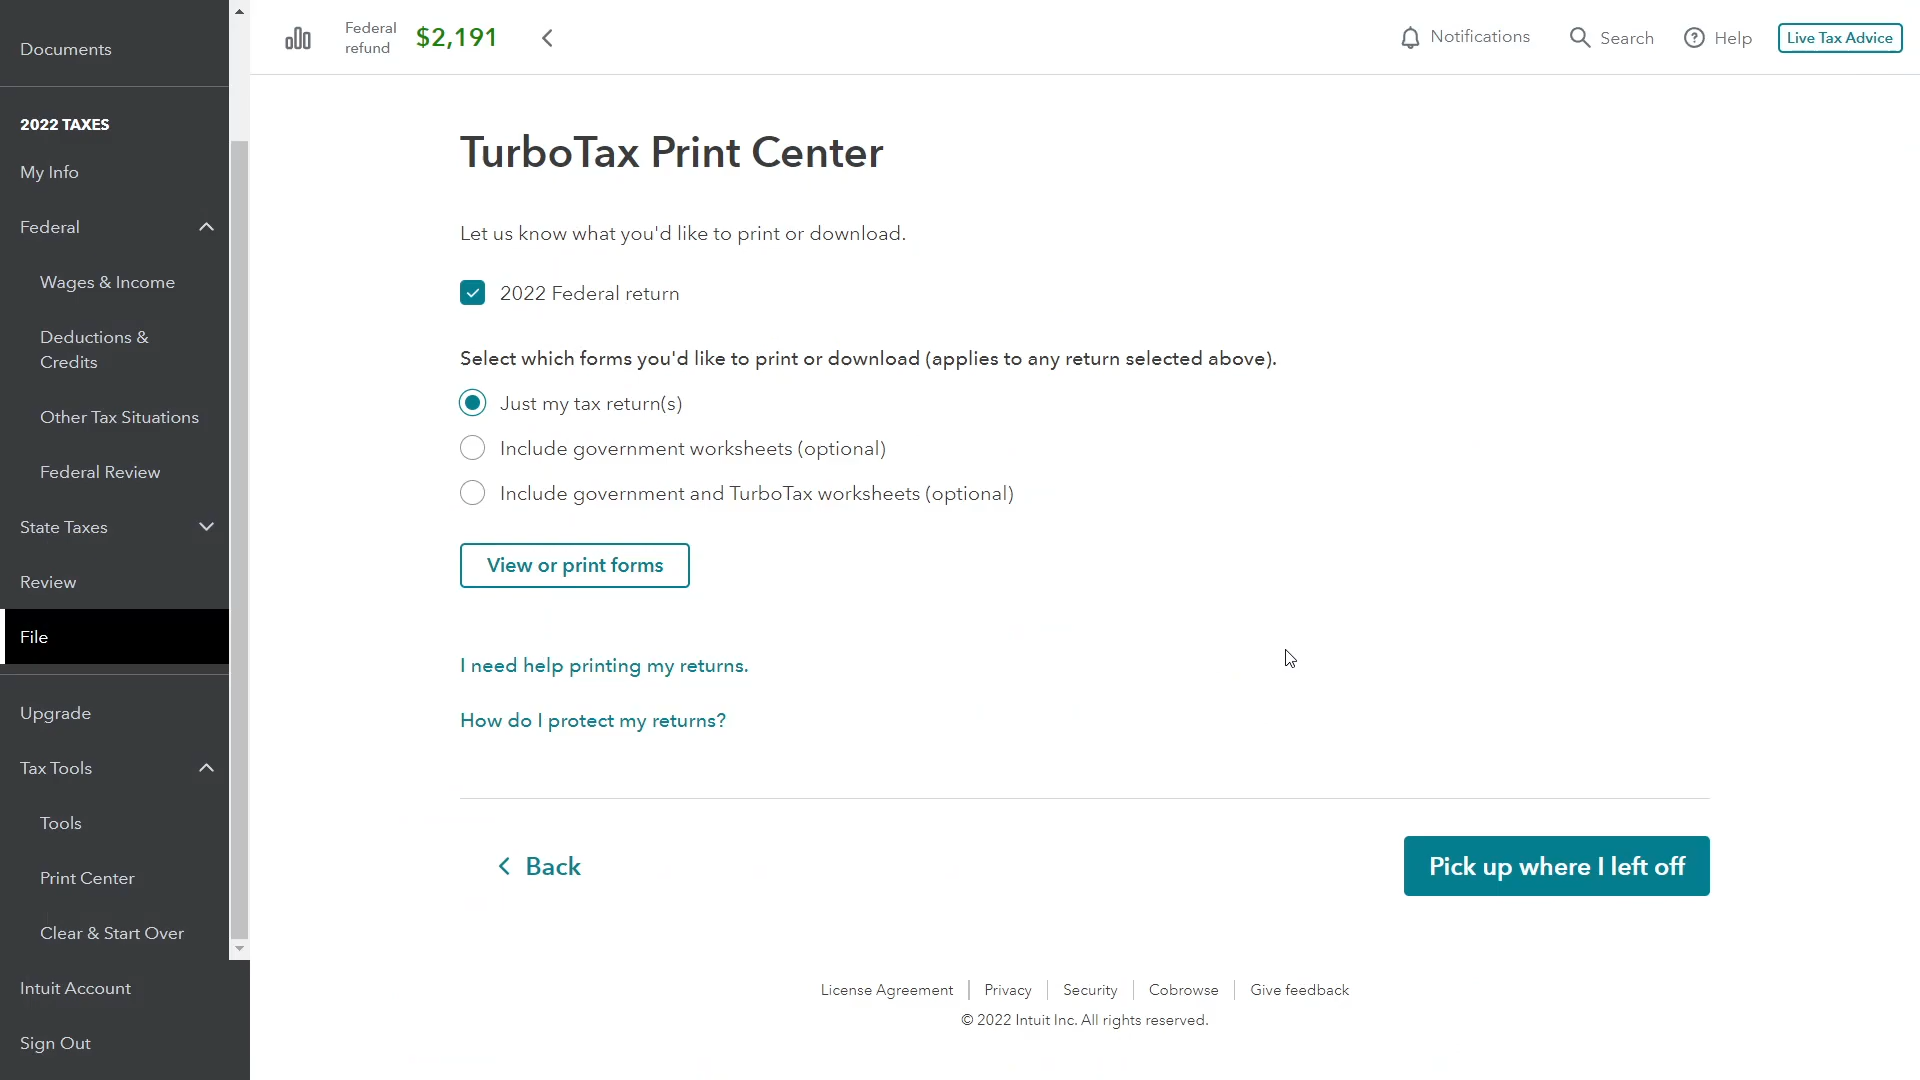 Documents
2022 TAXES
My Info
Federal
Wages & Income
Deductions &
Credits
Other Tax Situations
Federal Review
State Taxes
Review
File
Upgrade
Tax Tools
Tools
Print Center
Clear & Start Over
Intuit Account
Sign Out
Federal
refund
$2,191
Notifications
Search
Help
Live Tax Advice
TurboTax Print Center
Let us know what you'd like to print or download.
2022 Federal return
Select which forms you'd like to print or download (applies to any return selected above).
Just my tax return(s)
Include government worksheets (optional)
Include government and TurboTax worksheets (optional)
View or print forms
I need help printing my returns.
How do I protect my returns?
Back
Pick up where I left off
License Agreement
Privacy
Security
Cobrowse
Give feedback
© 2022 Intuit Inc. All rights reserved.